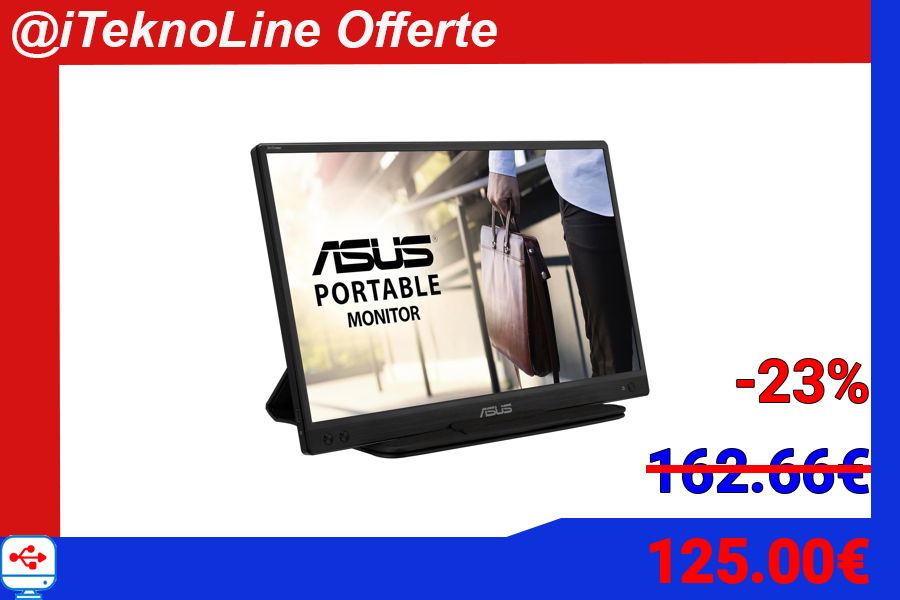 @iTeknoLine Offerte
ASUS
PORTABLE
MONITOR
ASUS
-23%
162.66€
125.00€